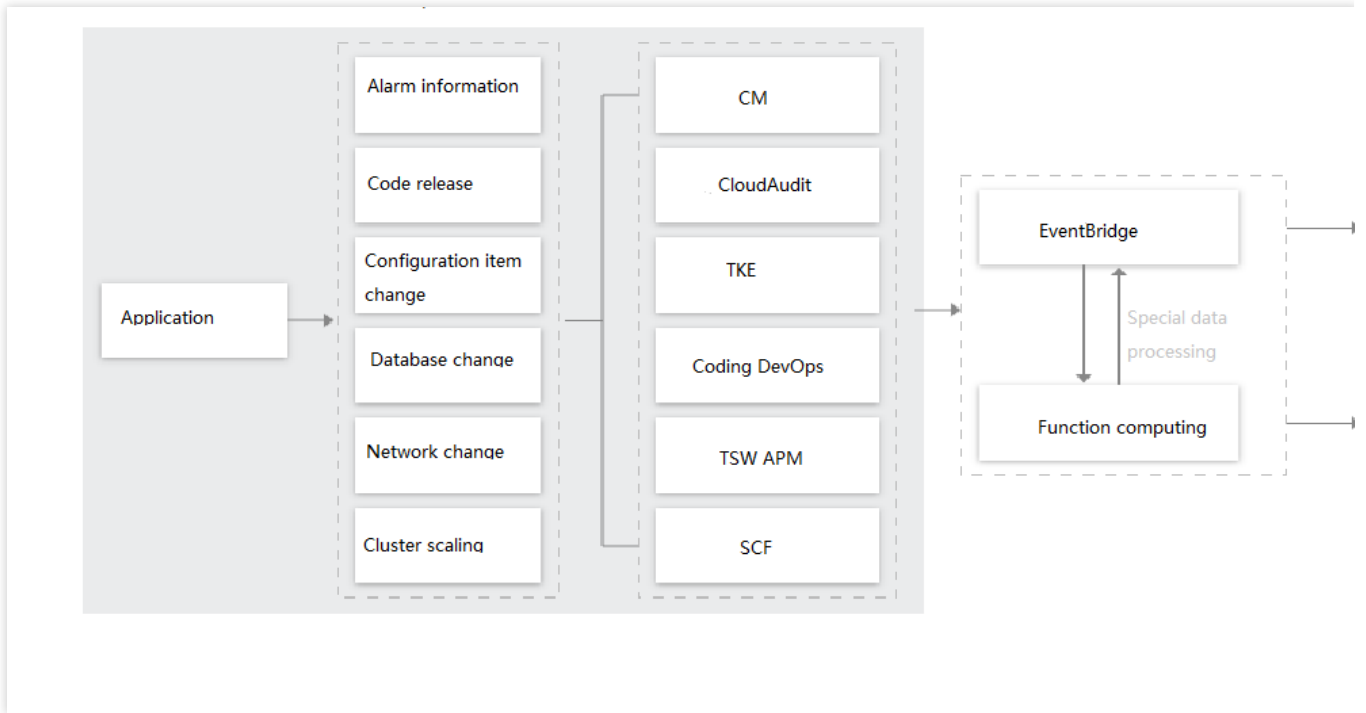 Application
Alarm information
Code release
Configuration item
change
Database change
Network change
Cluster scaling
CM
CloudAudit
TKE
Coding DevOps
TSW APM
SCF
EventBridge
Special data
processing
Function computing